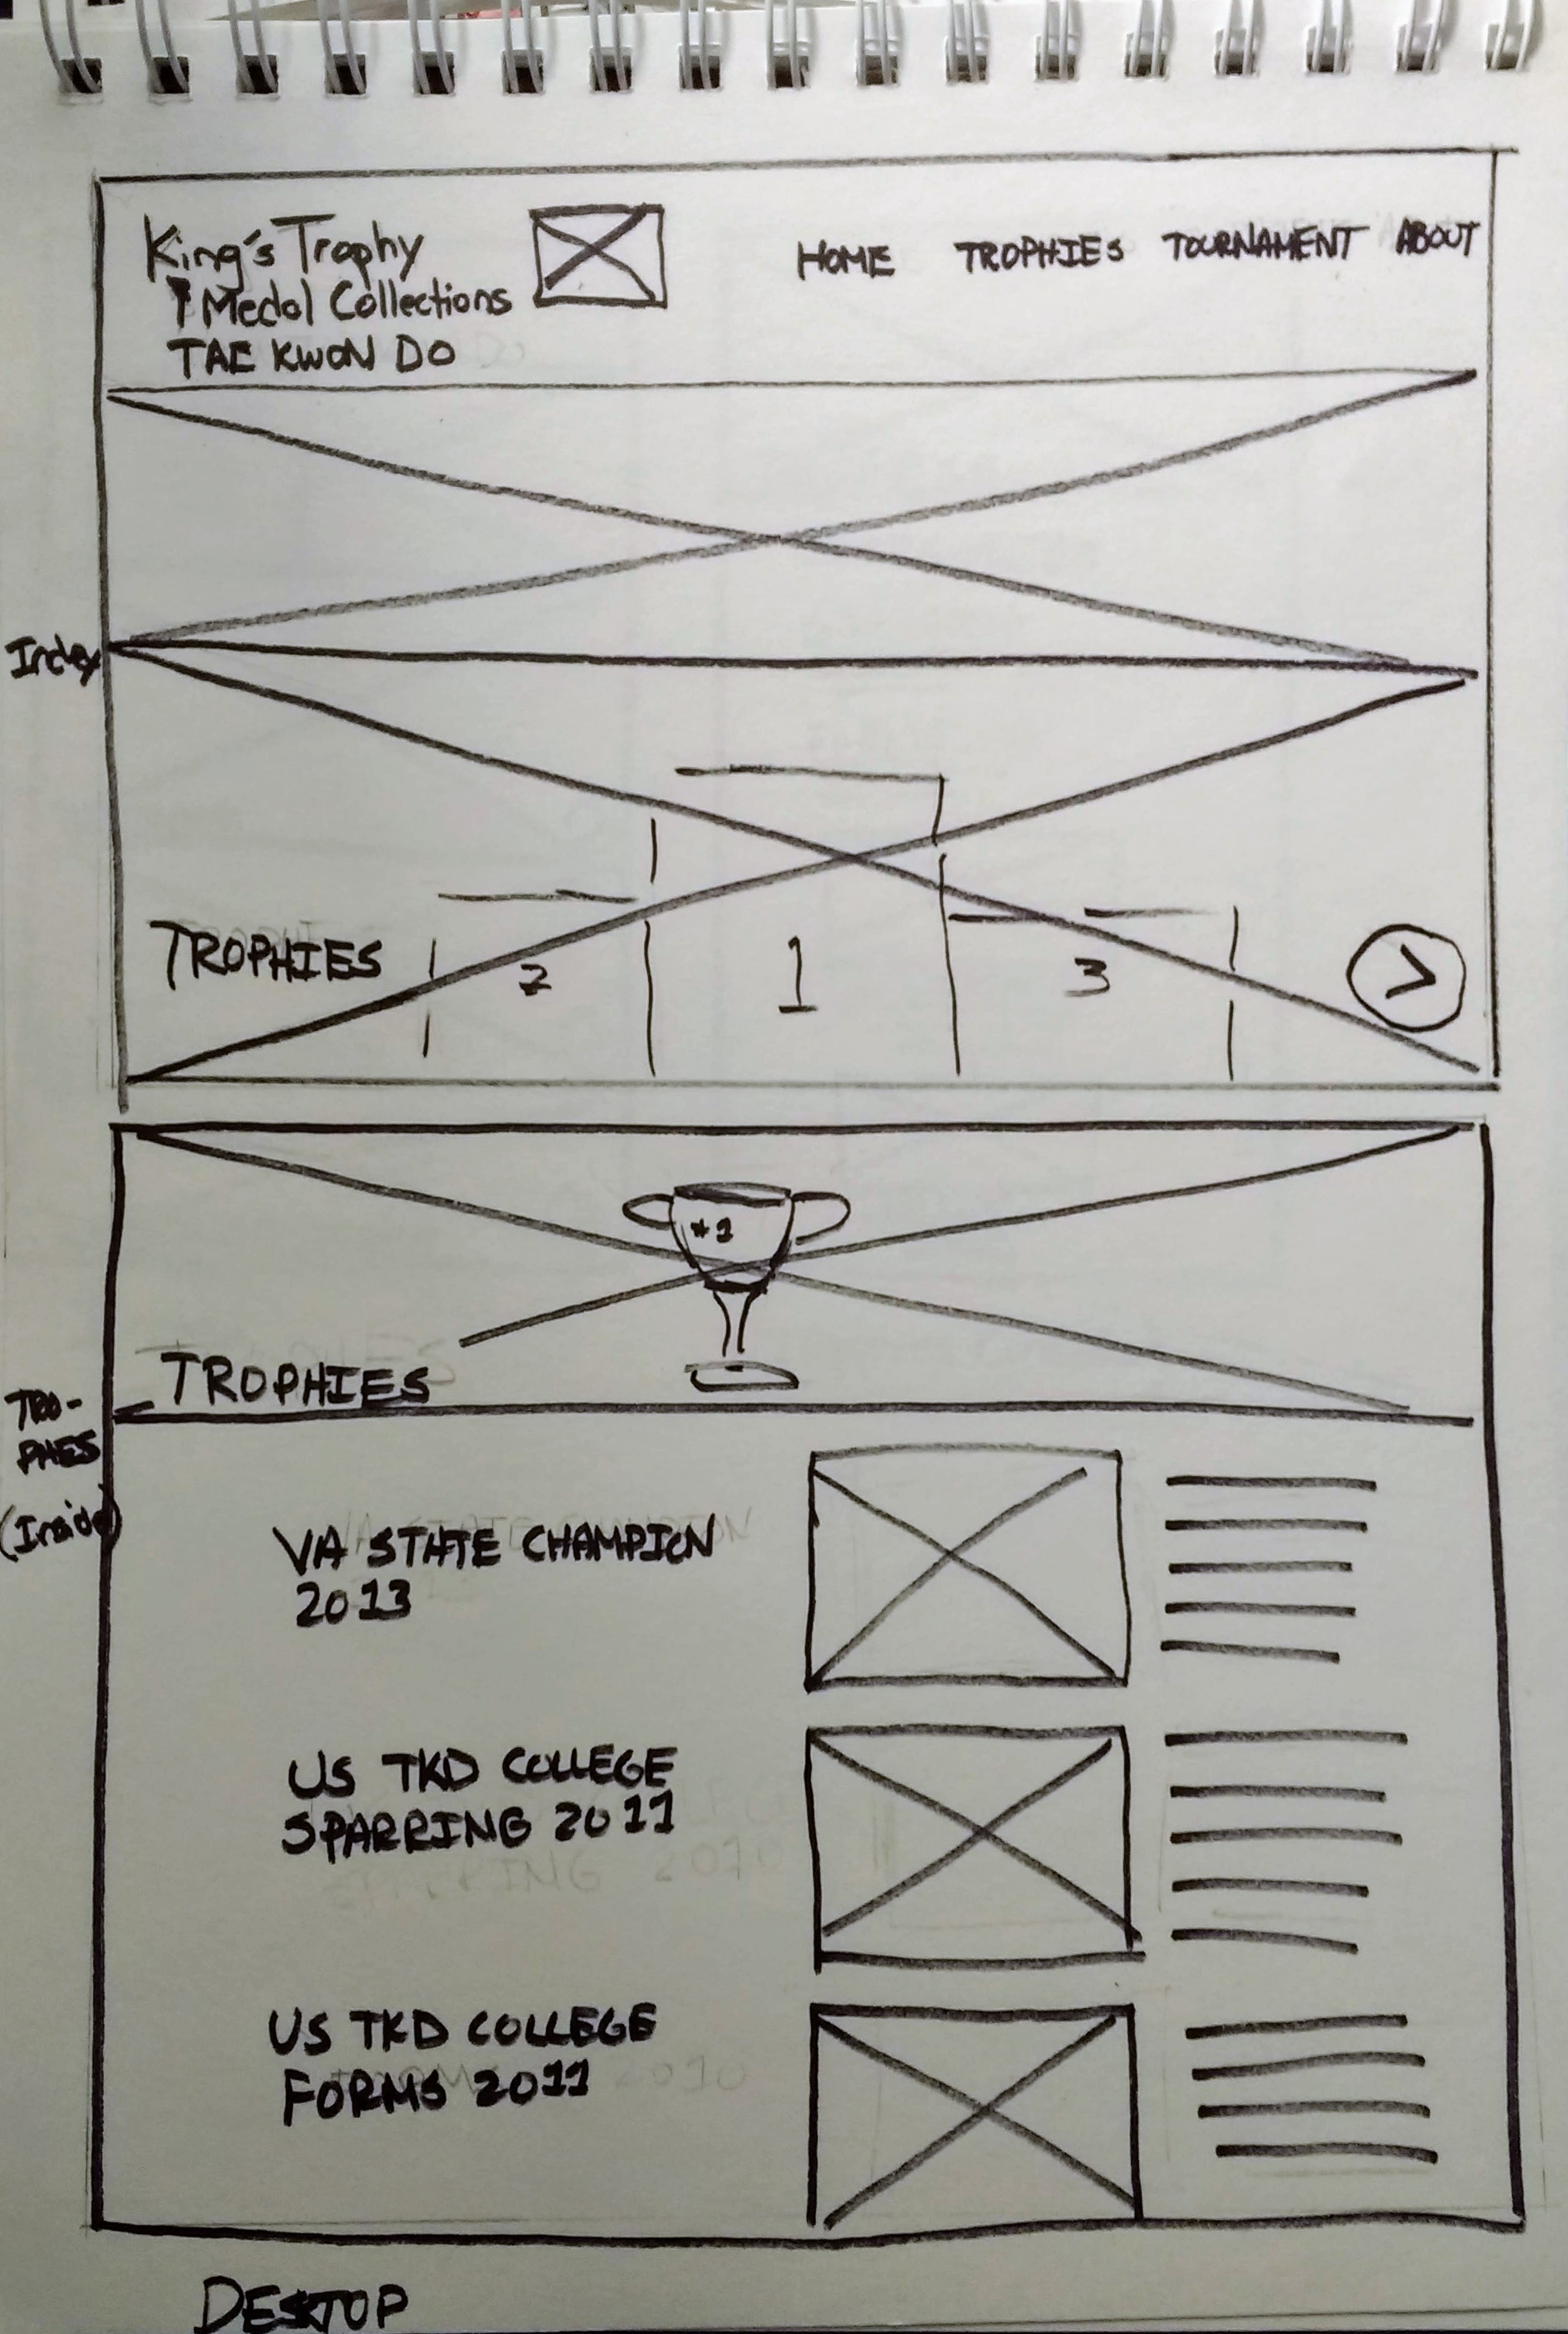 King's Trophy
Medal Collections
TAE KWON DO
HOME TROPHIES TOURNAMENT ABOUT
Index
TROPHIES
2
1
3
>
#1
TROPHIES
TRO-
PHES
(Inside)
VA STATE CHAMPION
2013
US TKD COLLEGE
SPARRING 2011
US TKD COLLEGE
FORMS 2011
DESKTOP